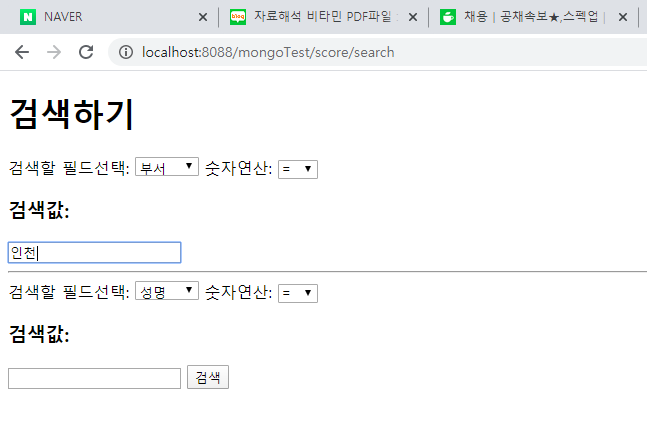 NAVER
blog 자료해석 비타민 PDF파일
채용 | 공채속보★,스펙업 |
localhost:8088/mongoTest/score/search
검색하기
검색할 필드선택: 부서 숫자연산: =
검색값:
인천
검색할 필드선택: 성명 숫자연산: =
검색값:
검색